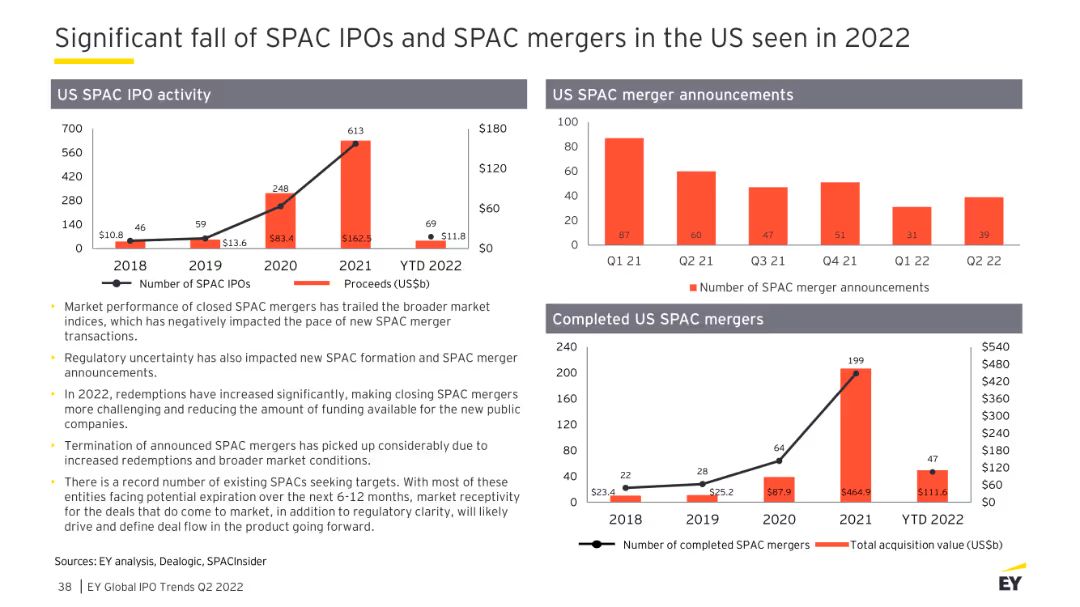 Significant fall of SPAC IPOs and SPAC mergers in the US seen in 2022
US SPAC IPO activity
700
560
420
280
140
0
$180
$120
$60
$0
$10.8
46
59
$13.6
248
$83.4
613
$162.5
69
$11.8
2018
2019
2020
2021
YTD 2022
Number of SPAC IPOs
Proceeds (US$b)
• Market performance of closed SPAC mergers has trailed the broader market
indices, which has negatively impacted the pace of new SPAC merger
transactions.
• Regulatory uncertainty has also impacted new SPAC formation and SPAC merger
announcements.
• In 2022, redemptions have increased significantly, making closing SPAC mergers
more challenging and reducing the amount of funding available for the new public
companies.
• Termination of announced SPAC mergers has picked up considerably due to
increased redemptions and broader market conditions.
• There is a record number of existing SPACs seeking targets. With most of these
entities facing potential expiration over the next 6-12 months, market receptivity
for the deals that do come to market, in addition to regulatory clarity, will likely
drive and define deal flow in the product going forward.
US SPAC merger announcements
100
80
60
40
20
0
87
60
47
51
31
39
Q1 21
Q2 21
Q3 21
Q4 21
Q1 22
Q2 22
Number of SPAC merger announcements
Completed US SPAC mergers
240
200
160
120
80
40
0
$540
$480
$420
$360
$300
$240
$180
$120
$60
$0
22
$23.4
28
$25.2
64
$87.9
199
$464.9
47
$111.6
2018
2019
2020
2021
YTD 2022
Number of completed SPAC mergers
Total acquisition value (US$b)
Sources: EY analysis, Dealogic, SPACInsider
38 | EY Global IPO Trends Q2 2022
EY